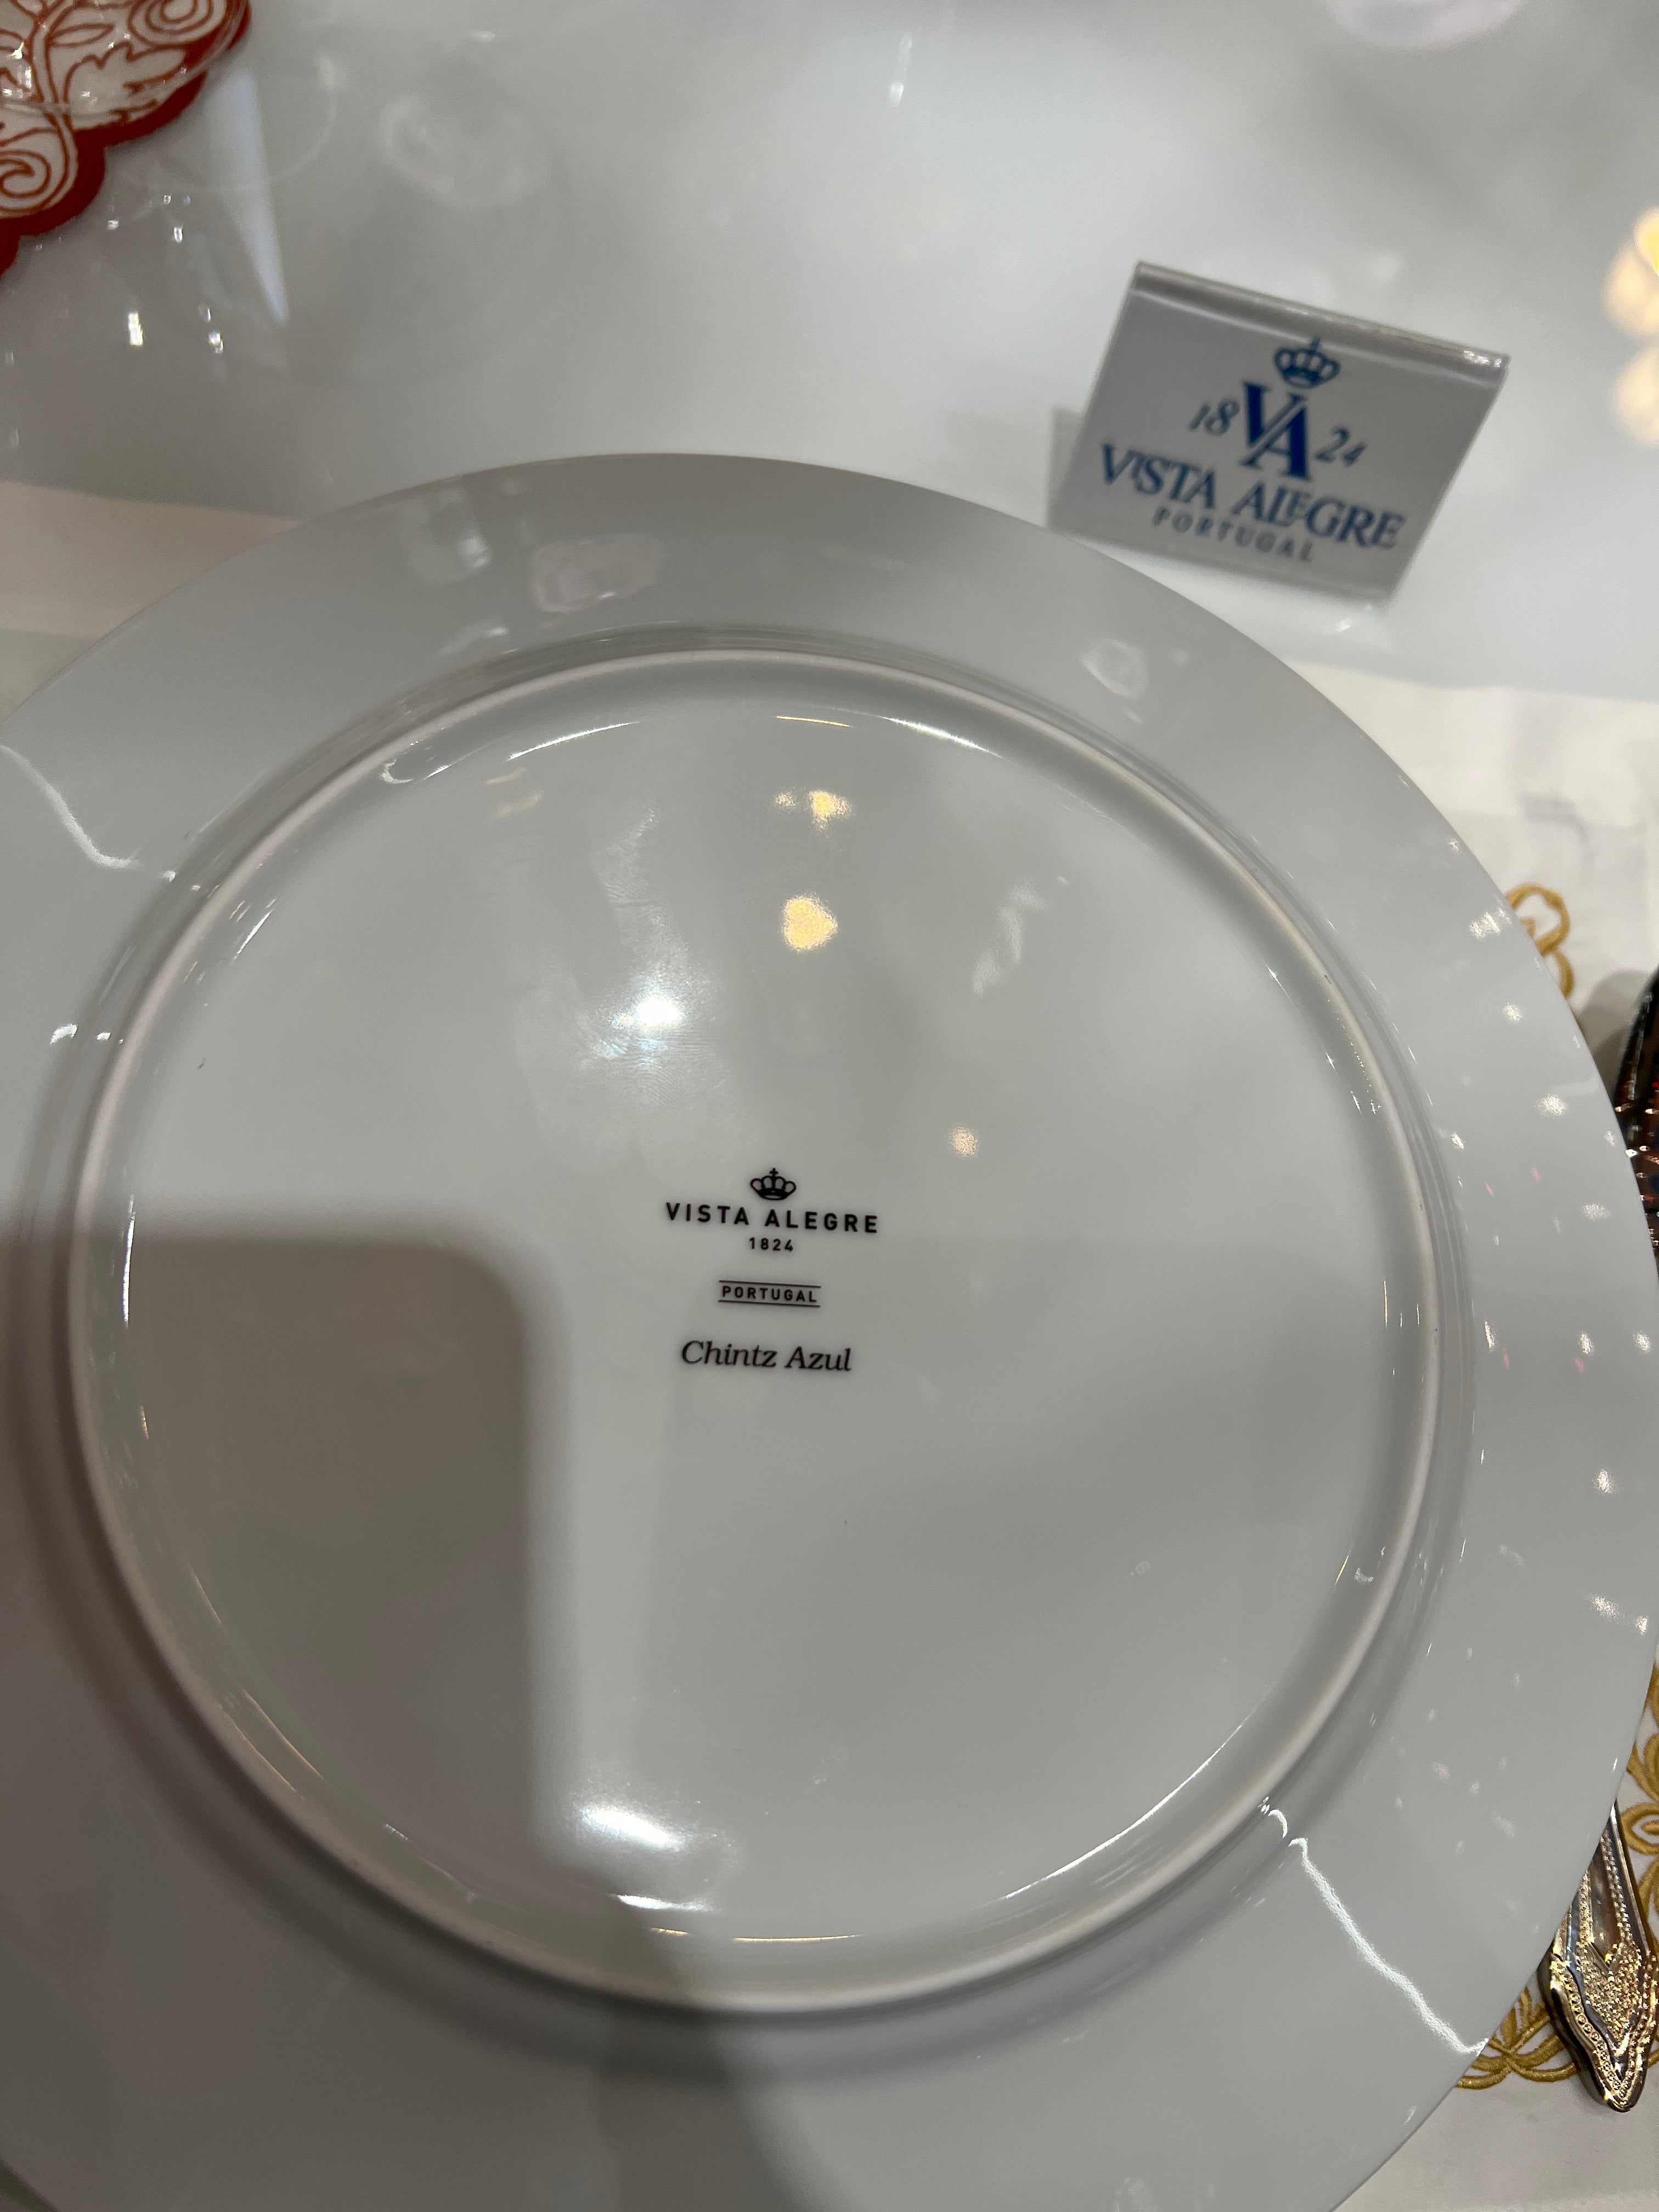 18 VA 24
VISTA ALEGRE
PORTUGAL
VISTA ALEGRE
1824
PORTUGAL
Chintz Azul